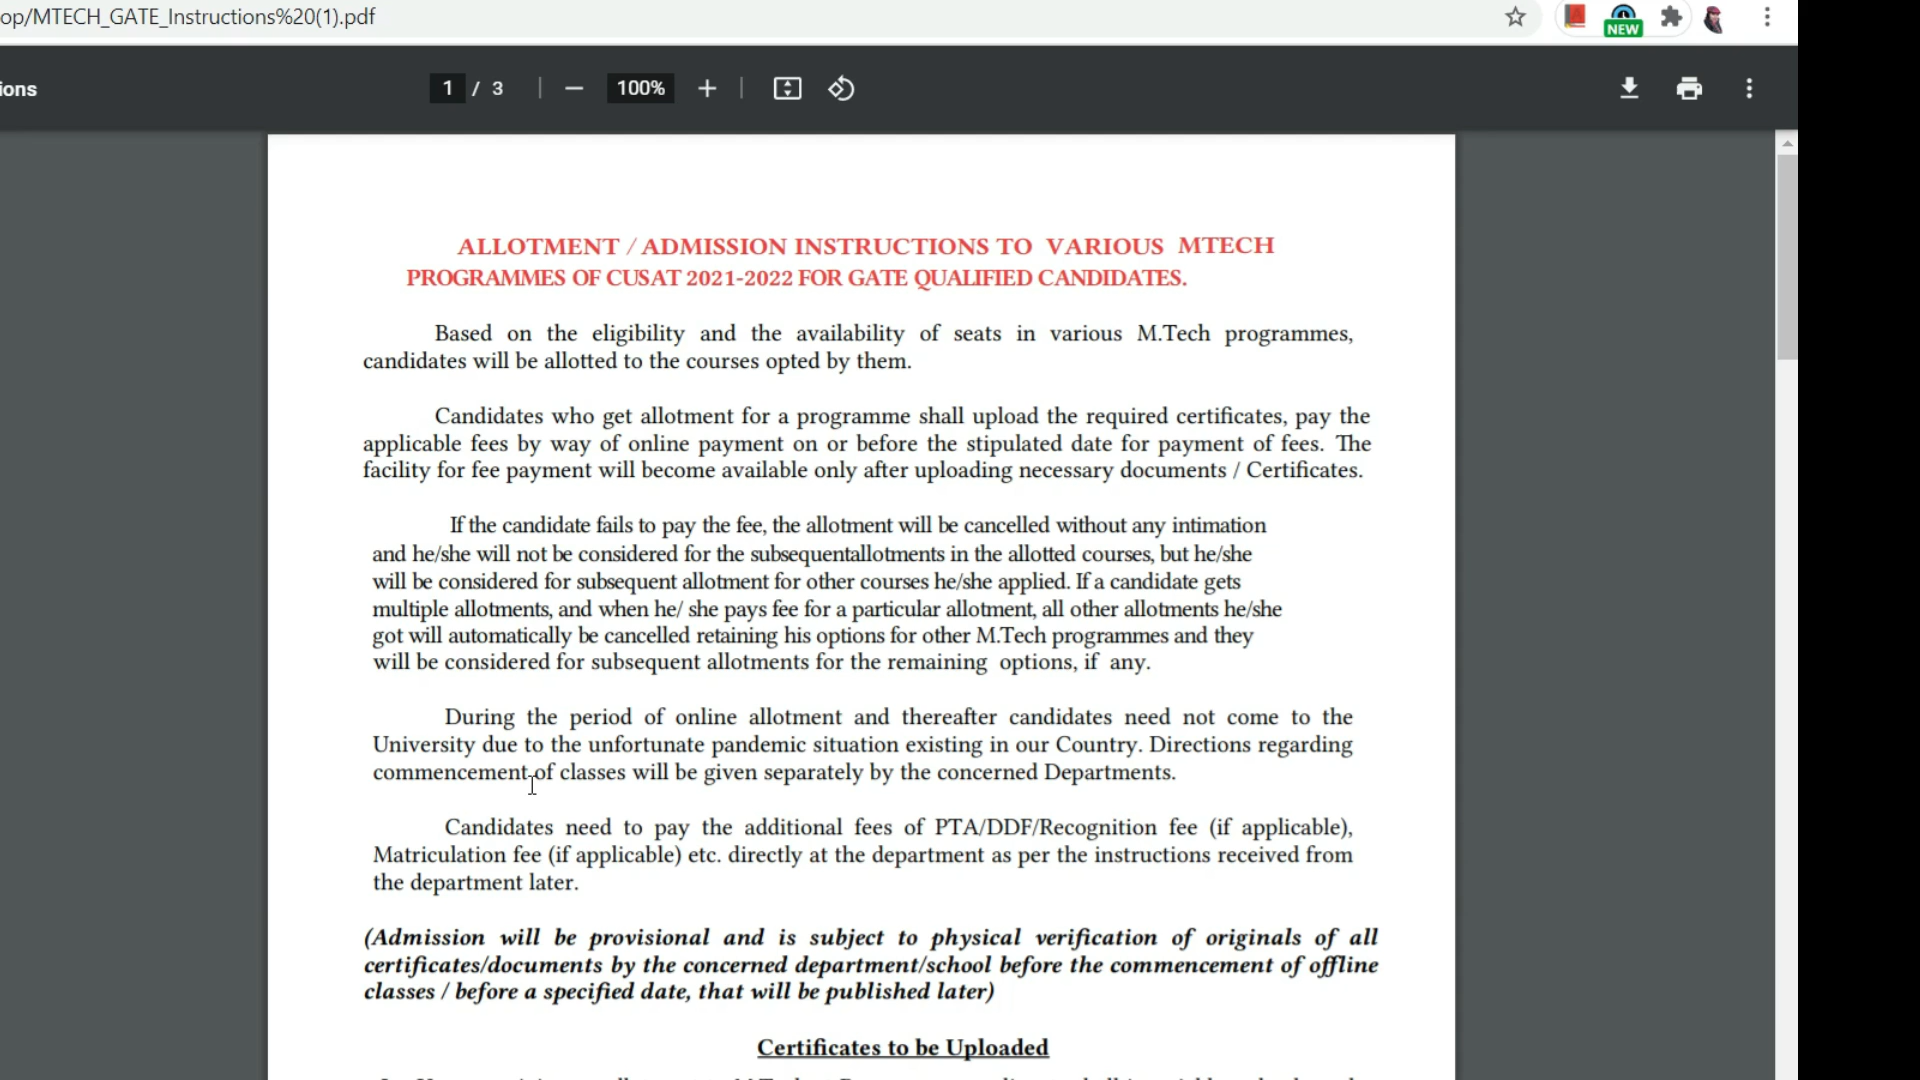 op/MTECH_GATE_Instructions%20(1).pdf
NEW
ions
1 / 3
100%
ALLOTMENT / ADMISSION INSTRUCTIONS TO VARIOUS MTECH
PROGRAMMES OF CUSAT 2021-2022 FOR GATE QUALIFIED CANDIDATES.
Based on the eligibility and the availability of seats in various M.Tech programmes,
candidates will be allotted to the courses opted by them.
Candidates who get allotment for a programme shall upload the required certificates, pay the
applicable fees by way of online payment on or before the stipulated date for payment of fees. The
facility for fee payment will become available only after uploading necessary documents / Certificates.
If the candidate fails to pay the fee, the allotment will be cancelled without any intimation
and he/she will not be considered for the subsequentallotments in the allotted courses, but he/she
will be considered for subsequent allotment for other courses he/she applied. If a candidate gets
multiple allotments, and when he/ she pays fee for a particular allotment, all other allotments he/she
got will automatically be cancelled retaining his options for other M.Tech programmes and they
will be considered for subsequent allotments for the remaining options, if any.
During the period of online allotment and thereafter candidates need not come to the
University due to the unfortunate pandemic situation existing in our Country. Directions regarding
commencement of classes will be given separately by the concerned Departments.
Candidates need to pay the additional fees of PTA/DDF/Recognition fee (if applicable),
Matriculation fee (if applicable) etc. directly at the department as per the instructions received from
the department later.
(Admission will be provisional and is subject to physical verification of originals of all
certificates/documents by the concerned department/school before the commencement of offline
classes / before a specified date, that will be published later)
Certificates to be Uploaded